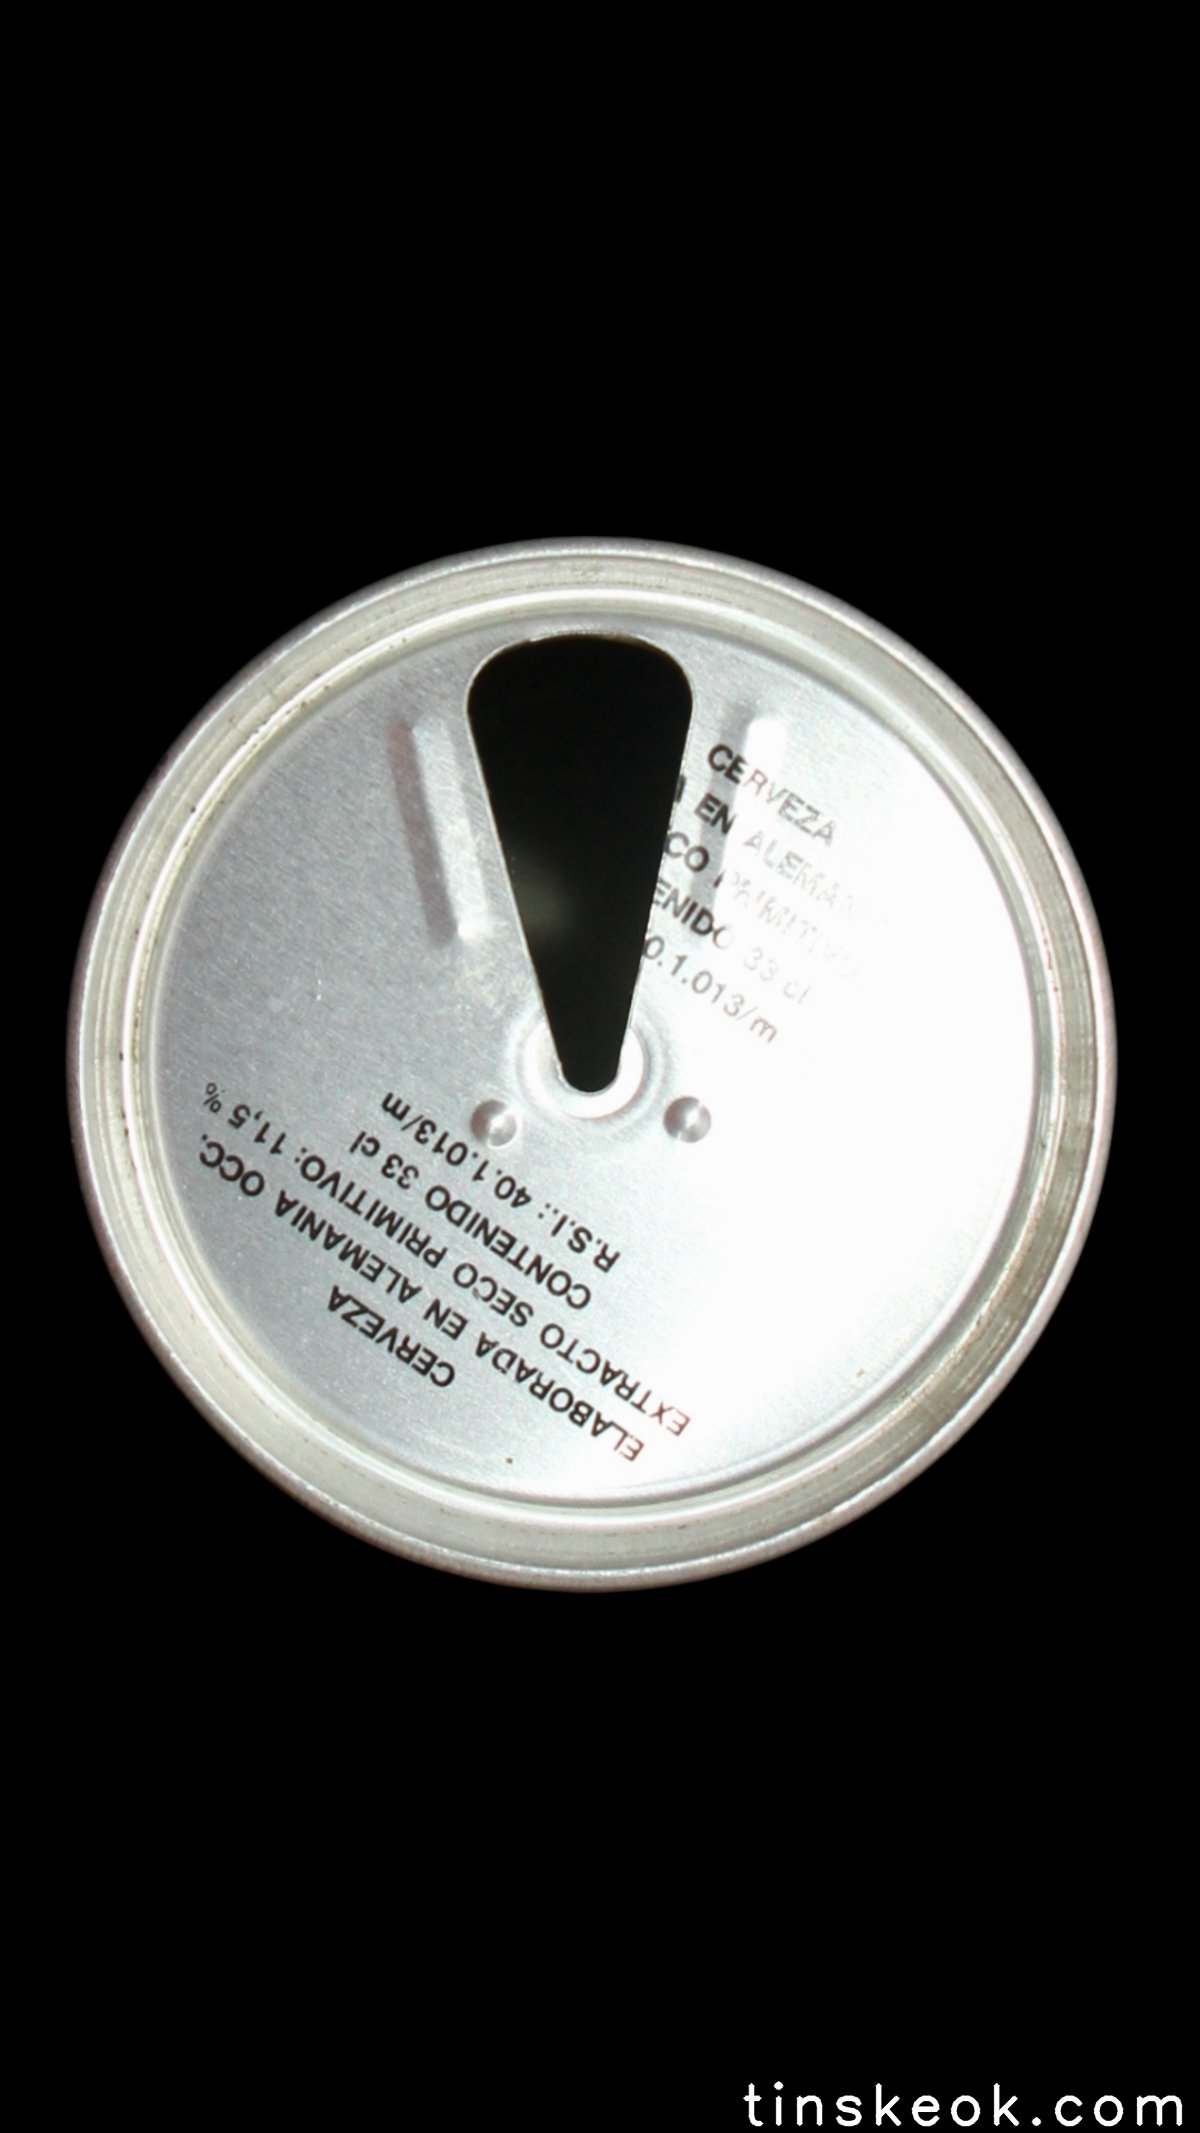 CERVEZA
EN ALEMANIA
CO PRIMITIVO
ENIDO 33 cl
0.1.013/m
CERVEZA
ELABORADA EN ALEMANIA OCC.
EXTRACTO SECO PRIMITIVO: 11,5 %
CONTENIDO 33 cl
R.S.I.: 40.1.013/m
tinskeok.com